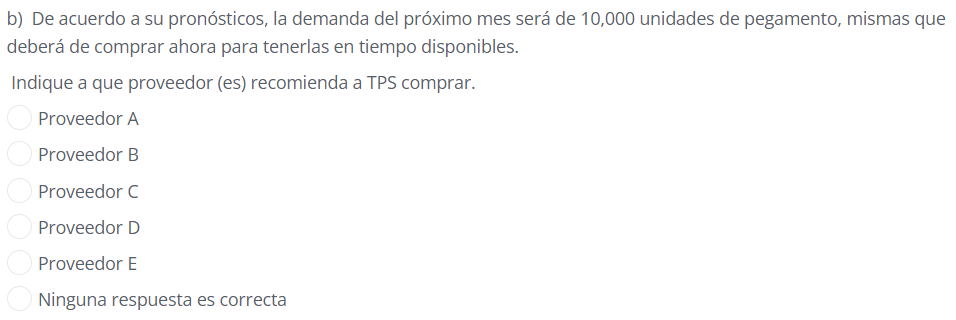 b) De acuerdo a su pronósticos, la demanda del próximo mes será de 10,000 unidades de pegamento, mismas que
deberá de comprar ahora para tenerlas en tiempo disponibles.
Indique a que proveedor (es) recomienda a TPS comprar.
Proveedor A
Proveedor B
Proveedor C
Proveedor D
Proveedor E
Ninguna respuesta es correcta